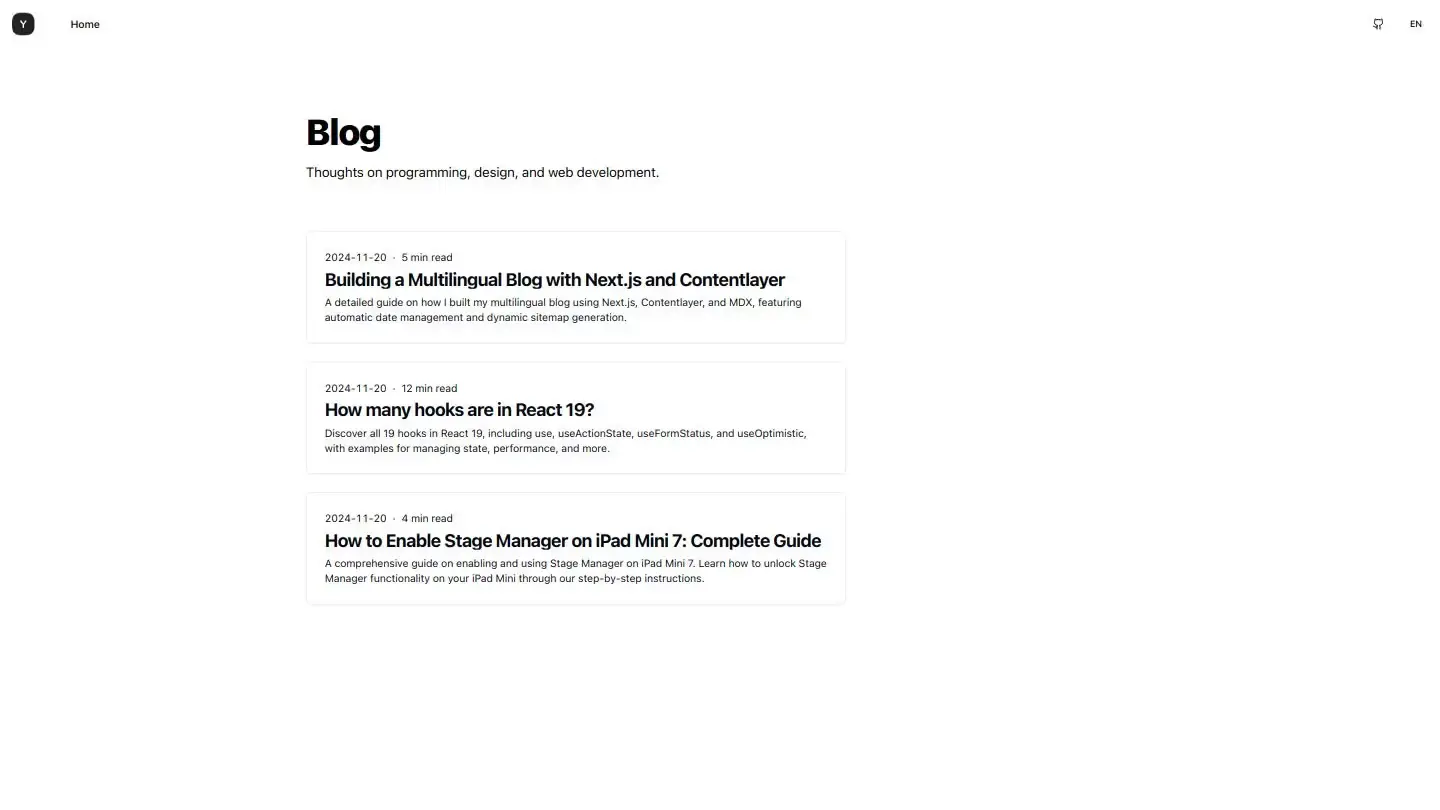 Y
Home
EN
Blog
Thoughts on programming, design, and web development.
2024-11-20 · 5 min read
Building a Multilingual Blog with Next.js and Contentlayer
A detailed guide on how I built my multilingual blog using Next.js, Contentlayer, and MDX, featuring
automatic date management and dynamic sitemap generation.
2024-11-20 · 12 min read
How many hooks are in React 19?
Discover all 19 hooks in React 19, including use, useActionState, useFormStatus, and useOptimistic,
with examples for managing state, performance, and more.
2024-11-20 · 4 min read
How to Enable Stage Manager on iPad Mini 7: Complete Guide
A comprehensive guide on enabling and using Stage Manager on iPad Mini 7. Learn how to unlock Stage
Manager functionality on your iPad Mini through our step-by-step instructions.